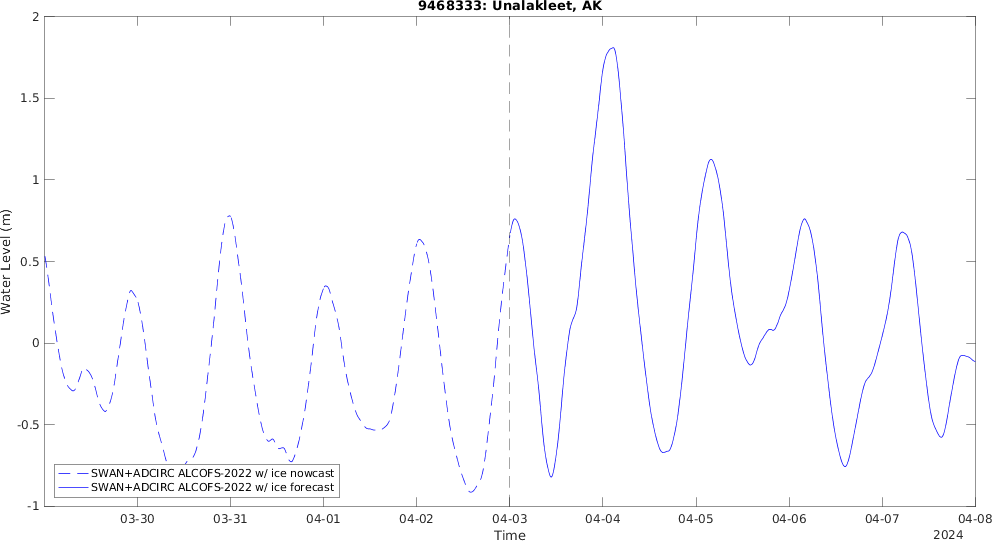 9468333: Unalakleet, AK
2
1.5
1
0.5
0
-0.5
-1
Water Level (m)
SWAN+ADCIRC ALCOFS-2022 w/ ice nowcast
SWAN+ADCIRC ALCOFS-2022 w/ ice forecast
03-30 03-31 04-01 04-02 04-03 04-04 04-05 04-06 04-07 04-08
Time
2024